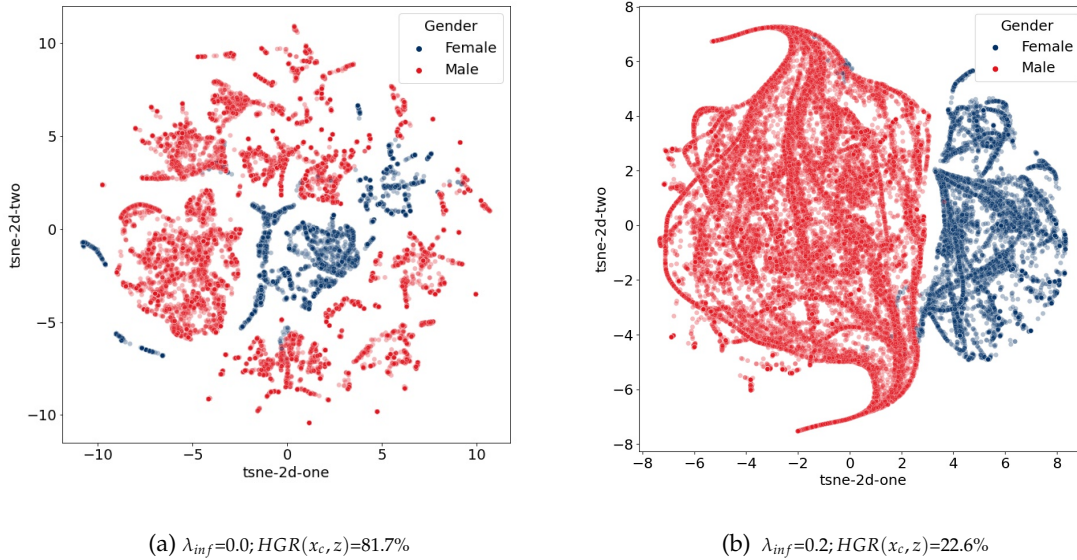 Gender
Female
Male
10
5
0
−5
−10
tsne-2d-two
−10
−5
0
5
10
tsne-2d-one
(a) λinf=0.0; HGR(xc, z)=81.7%
Gender
Female
Male
8
6
4
2
0
−2
−4
−6
−8
tsne-2d-two
−8
−6
−4
−2
0
2
4
6
8
tsne-2d-one
(b) λinf=0.2; HGR(xc, z)=22.6%